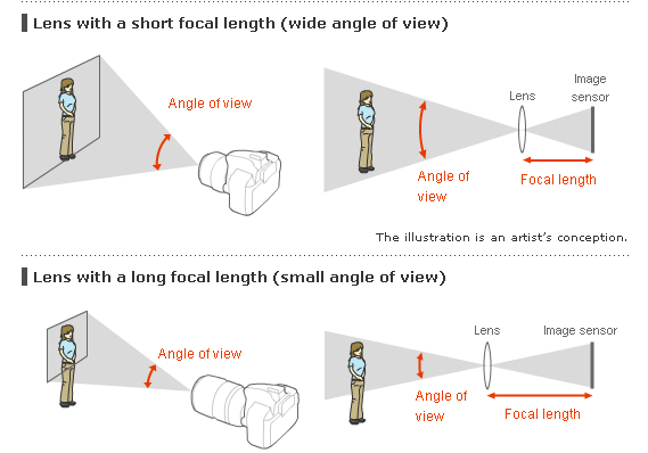 Lens with a short focal length (wide angle of view)
Angle of view
Lens
Image
sensor
Angle of
view
Focal length
The illustration is an artist's conception.
Lens with a long focal length (small angle of view)
Angle of view
Lens
Image sensor
Angle of
view
Focal length